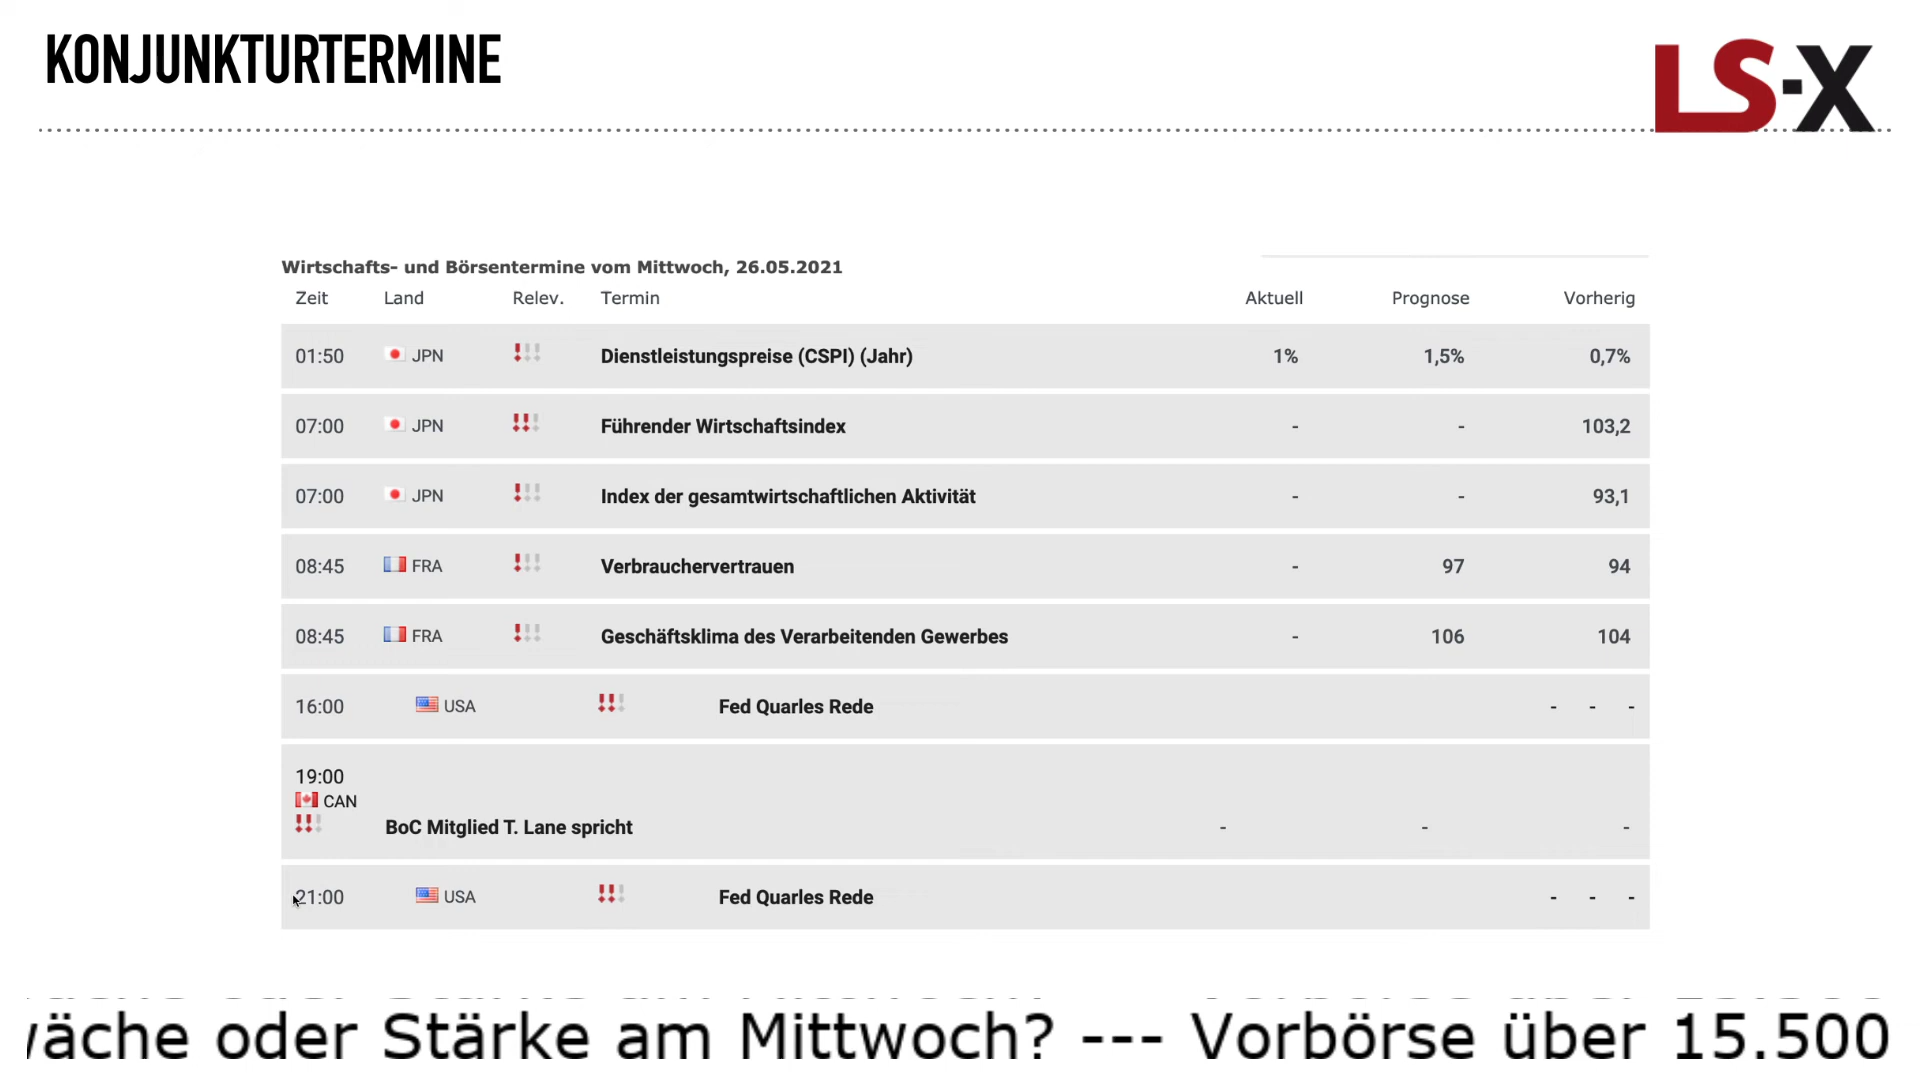 KONJUNKTURTERMINE
LS-X
Wirtschafts- und Börsentermine vom Mittwoch, 26.05.2021
Zeit Land Relev. Termin Aktuell Prognose Vorherig
01:50 JPN Dienstleistungspreise (CSPI) (Jahr) 1% 1,5% 0,7%
07:00 JPN Führender Wirtschaftsindex - - 103,2
07:00 JPN Index der gesamtwirtschaftlichen Aktivität - - 93,1
08:45 FRA Verbrauchervertrauen - 97 94
08:45 FRA Geschäftsklima des Verarbeitenden Gewerbes - 106 104
16:00 USA Fed Quarles Rede - - -
19:00
CAN
BoC Mitglied T. Lane spricht - - -
21:00 USA Fed Quarles Rede - - -
oder Stärke am Mittwoch? --- Vorbörse über 15.500